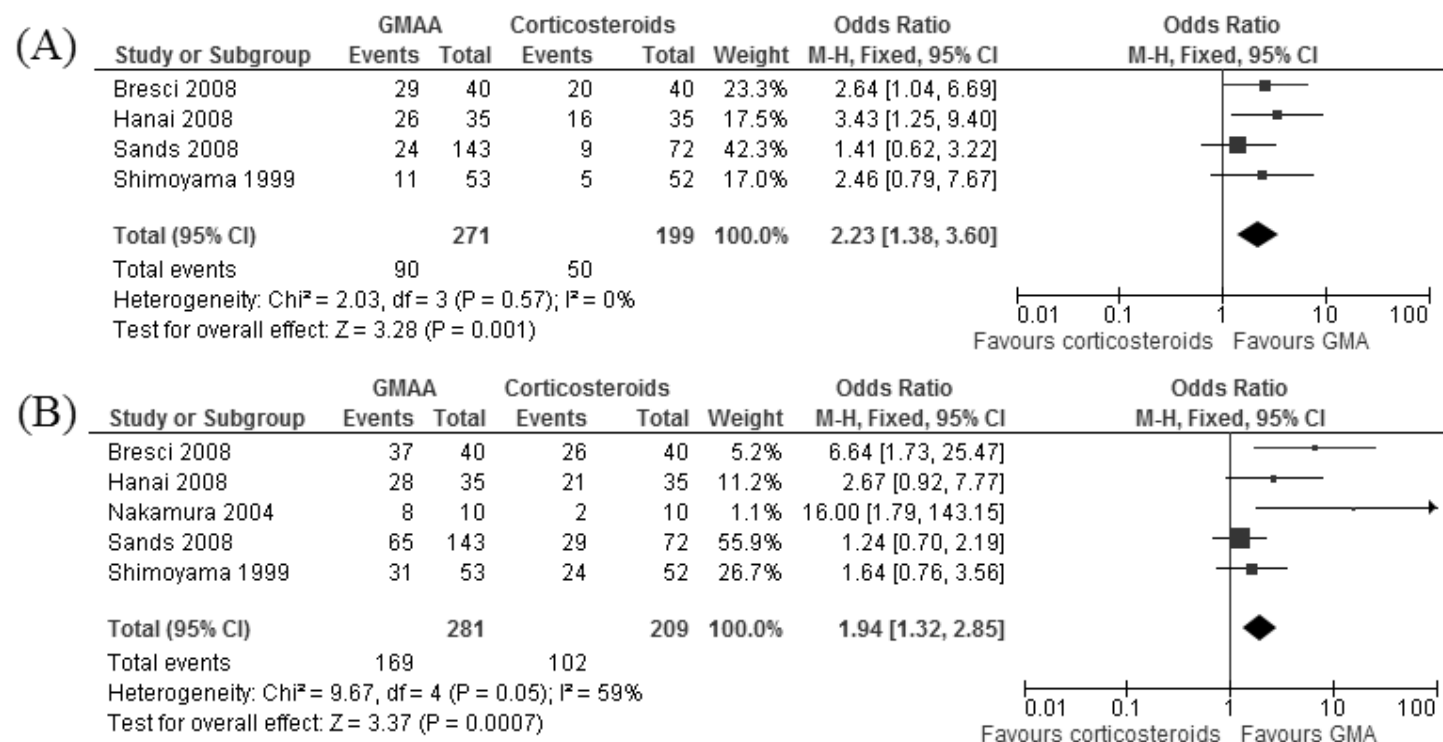 (A)
GMAA Corticosteroids Odds Ratio Odds Ratio
Study or Subgroup Events Total Events Total Weight M-H, Fixed, 95% CI M-H, Fixed, 95% CI
Bresci 2008 29 40 20 40 23.3% 2.64 [1.04, 6.69]
Hanai 2008 26 35 16 35 17.5% 3.43 [1.25, 9.40]
Sands 2008 24 143 9 72 42.3% 1.41 [0.62, 3.22]
Shimoyama 1999 11 53 5 52 17.0% 2.46 [0.79, 7.67]
Total (95% CI) 271 199 100.0% 2.23 [1.38, 3.60]
Total events 90 50
Heterogeneity: Chi² = 2.03, df = 3 (P = 0.57); I² = 0%
Test for overall effect: Z = 3.28 (P = 0.001)
0.01 0.1 1 10 100
Favours corticosteroids Favours GMA
(B)
GMAA Corticosteroids Odds Ratio Odds Ratio
Study or Subgroup Events Total Events Total Weight M-H, Fixed, 95% CI M-H, Fixed, 95% CI
Bresci 2008 37 40 26 40 5.2% 6.64 [1.73, 25.47]
Hanai 2008 28 35 21 35 11.2% 2.67 [0.92, 7.77]
Nakamura 2004 8 10 2 10 1.1% 16.00 [1.79, 143.15]
Sands 2008 65 143 29 72 55.9% 1.24 [0.70, 2.19]
Shimoyama 1999 31 53 24 52 26.7% 1.64 [0.76, 3.56]
Total (95% CI) 281 209 100.0% 1.94 [1.32, 2.85]
Total events 169 102
Heterogeneity: Chi² = 9.67, df = 4 (P = 0.05); I² = 59%
Test for overall effect: Z = 3.37 (P = 0.0007)
0.01 0.1 1 10 100
Favours corticosteroids Favours GMA